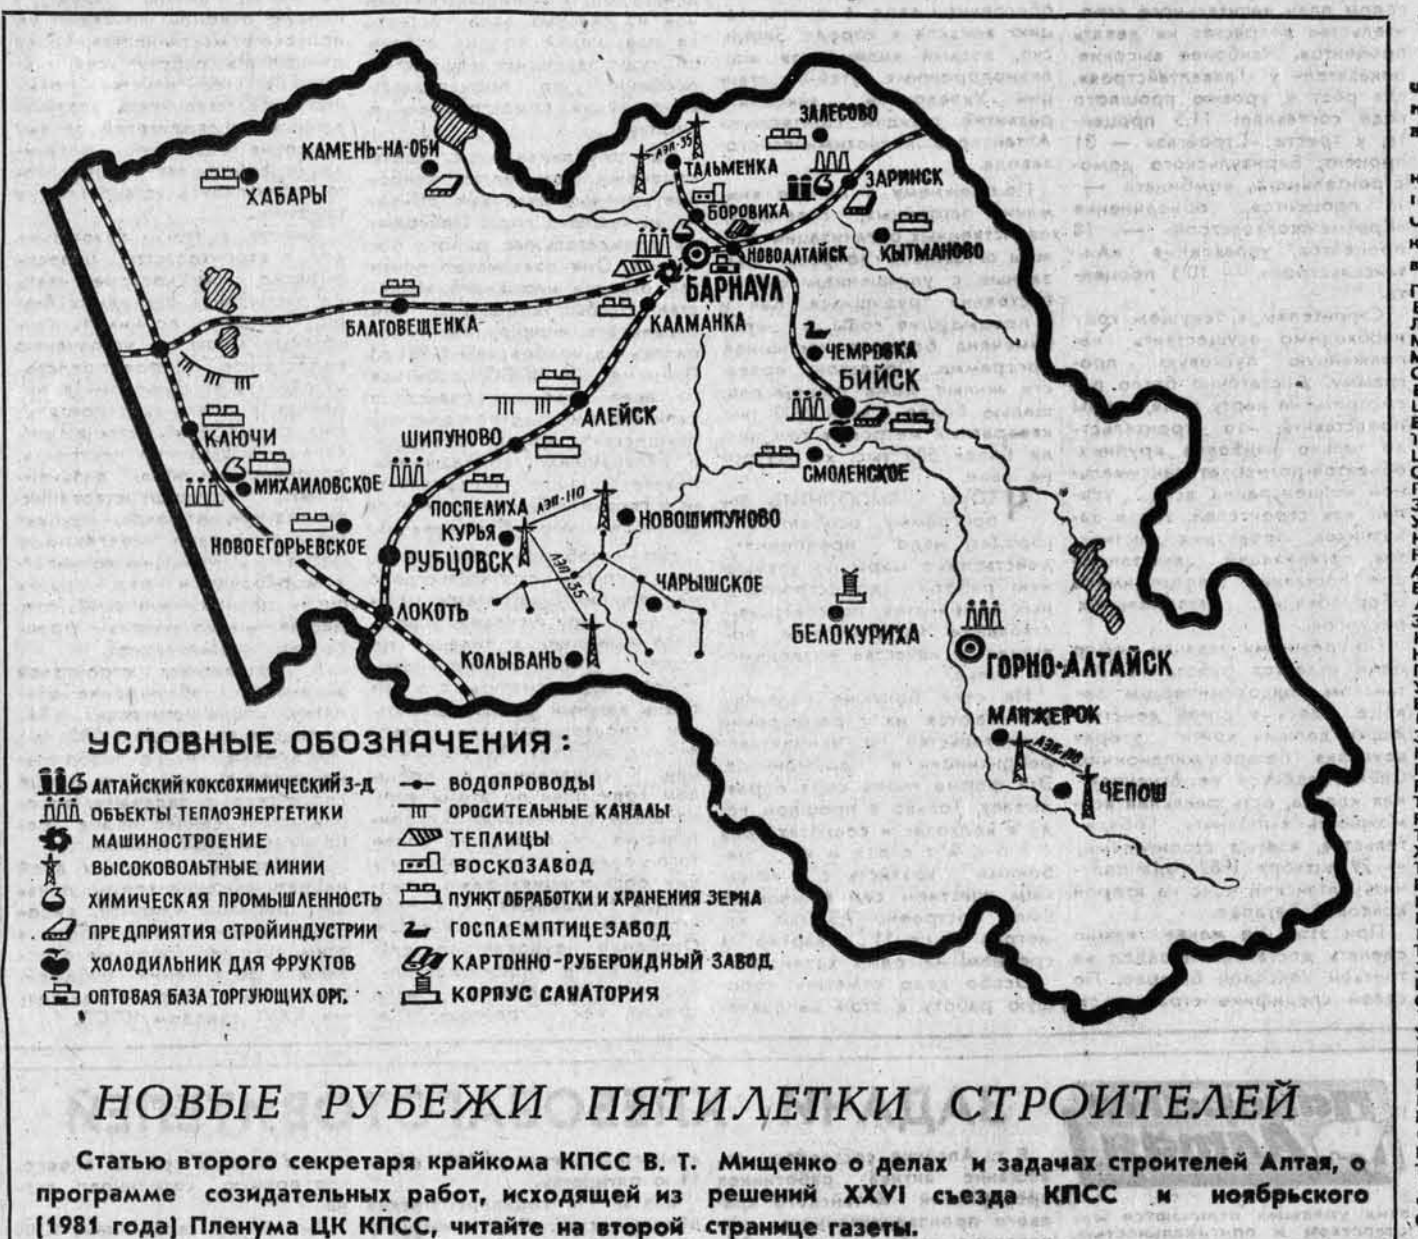 ЗАЛЕСОВО
КАМЕНЬ-НА-ОБИ
ЛЭП-35
ТАЛЬМЕНКА
ЗАРИНСК
ХАБАРЫ
БОРОВИХА
КЫТМАНОВО
НОВОАЛТАЙСК
БАРНАУЛ
БЛАГОВЕЩЕНКА
КАЛМАНКА
ЧЕМРОВКА
БИЙСК
АЛЕЙСК
КЛЮЧИ
ШИПУНОВО
СМОЛЕНСКОЕ
МИХАЙЛОВСКОЕ
ПОСПЕЛИХА
ЛЭП-110
НОВОШИПУНОВО
КУРЬЯ
НОВОЕГОРЬЕВСКОЕ
РУБЦОВСК
ЛЭП 35
ЧАРЫШСКОЕ
ЛОКОТЬ
БЕЛОКУРИХА
КОЛЫВАНЬ
ГОРНО-АЛТАЙСК
МАНЖЕРОК
ЛЭП-110
ЧЕПОШ
УСЛОВНЫЕ ОБОЗНАЧЕНИЯ:
АЛТАЙСКИЙ КОКСОХИМИЧЕСКИЙ З-Д
ОБЪЕКТЫ ТЕПЛОЭНЕРГЕТИКИ
МАШИНОСТРОЕНИЕ
ВЫСОКОВОЛЬТНЫЕ ЛИНИИ
ХИМИЧЕСКАЯ ПРОМЫШЛЕННОСТЬ
ПРЕДПРИЯТИЯ СТРОЙИНДУСТРИИ
ХОЛОДИЛЬНИК ДЛЯ ФРУКТОВ
ОПТОВАЯ БАЗА ТОРГУЮЩИХ ОРГ.
ВОДОПРОВОДЫ
ОРОСИТЕЛЬНЫЕ КАНАЛЫ
ТЕПЛИЦЫ
ВОСКОЗАВОД
ПУНКТ ОБРАБОТКИ И ХРАНЕНИЯ ЗЕРНА
ГОСПЛЕМПТИЦЕЗАВОД
КАРТОННО-РУБЕРОИДНЫЙ ЗАВОД
КОРПУС САНАТОРИЯ
НОВЫЕ РУБЕЖИ ПЯТИЛЕТКИ СТРОИТЕЛЕЙ
Статью второго секретаря крайкома КПСС В. Т. Мищенко о делах и задачах строителей Алтая, о
программе созидательных работ, исходящей из решений XXVI съезда КПСС и ноябрьского
(1981 года) Пленума ЦК КПСС, читайте на второй странице газеты.